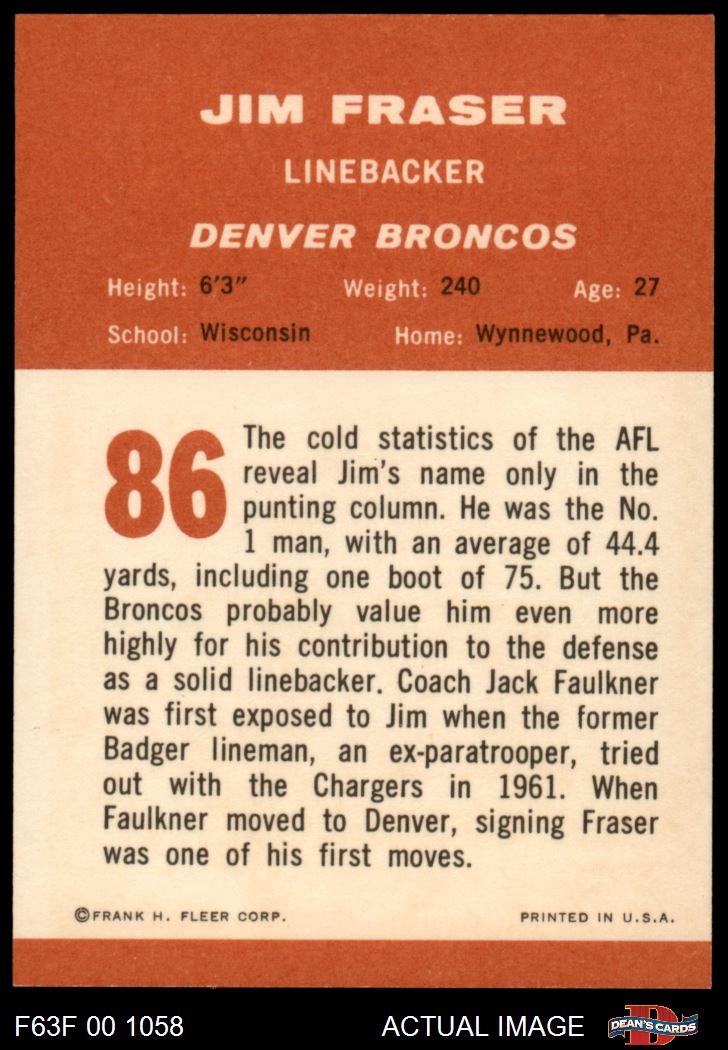 JIM FRASER
LINEBACKER
DENVER BRONCOS
Height: 6'3" Weight: 240 Age: 27
School: Wisconsin Home: Wynnewood, Pa.
86
The cold statistics of the AFL
reveal Jim's name only in the
punting column. He was the No.
1 man, with an average of 44.4
yards, including one boot of 75. But the
Broncos probably value him even more
highly for his contribution to the defense
as a solid linebacker. Coach Jack Faulkner
was first exposed to Jim when the former
Badger lineman, an ex-paratrooper, tried
out with the Chargers in 1961. When
Faulkner moved to Denver, signing Fraser
was one of his first moves.
©FRANK H. FLEER CORP. PRINTED IN U.S.A.
F63F 00 1058 ACTUAL IMAGE D DEAN'S CARDS